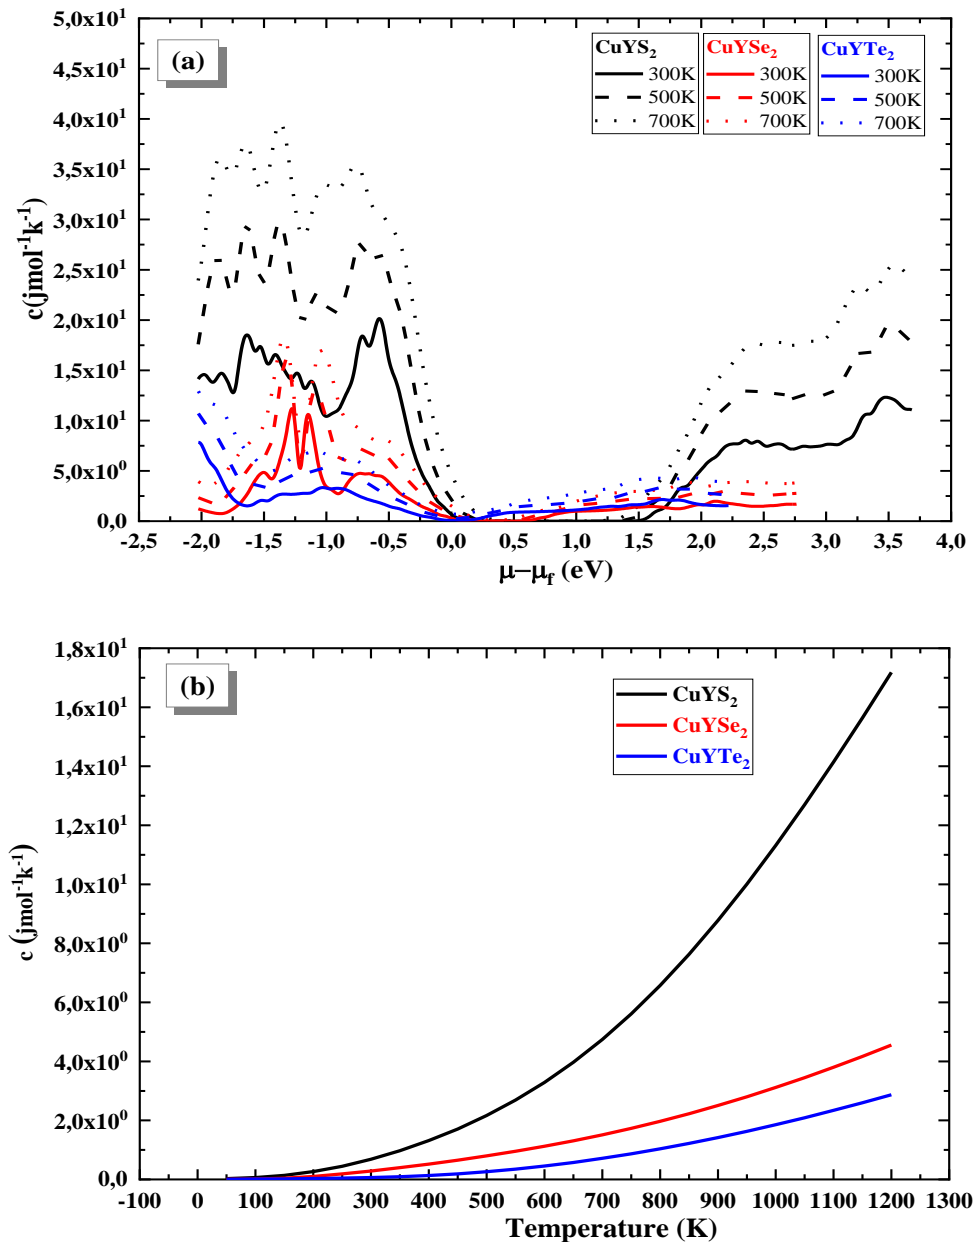 (a)
CuYS₂ CuYSe₂ CuYTe₂
300K 300K 300K
500K 500K 500K
700K 700K 700K
5,0x10¹
4,5x10¹
4,0x10¹
3,5x10¹
3,0x10¹
2,5x10¹
2,0x10¹
1,5x10¹
1,0x10¹
5,0x10⁰
0,0
c(jmol⁻¹k⁻¹)
-2,5 -2,0 -1,5 -1,0 -0,5 0,0 0,5 1,0 1,5 2,0 2,5 3,0 3,5 4,0
μ−μf (eV)
(b)
CuYS₂
CuYSe₂
CuYTe₂
1,8x10¹
1,6x10¹
1,4x10¹
1,2x10¹
1,0x10¹
8,0x10⁰
6,0x10⁰
4,0x10⁰
2,0x10⁰
0,0
c (jmol⁻¹k⁻¹)
-100 0 100 200 300 400 500 600 700 800 900 1000 1100 1200 1300
Temperature (K)